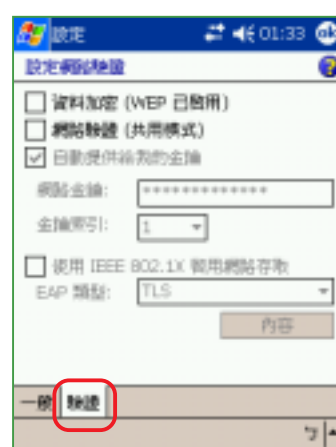 設定 01:33 ok
設定網路驗證
資料加密 (WEP 已啟用)
網路驗證 (共用模式)
自動提供給我的金鑰
網路金鑰: *************
金鑰索引: 1
使用 IEEE 802.1X 覊用網路存取
EAP 類型: TLS
內容
一般 驗證